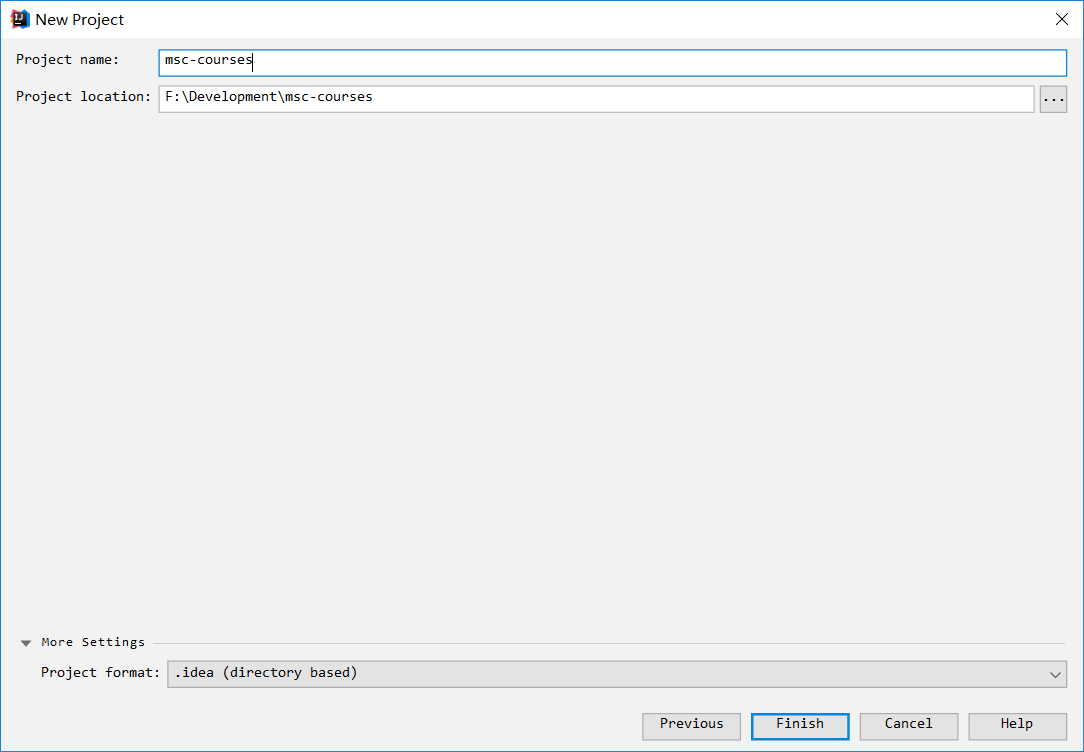 New Project
Project name: msc-courses
Project location: F:\Development\msc-courses ...
More Settings
Project format: .idea (directory based)
Previous Finish Cancel Help